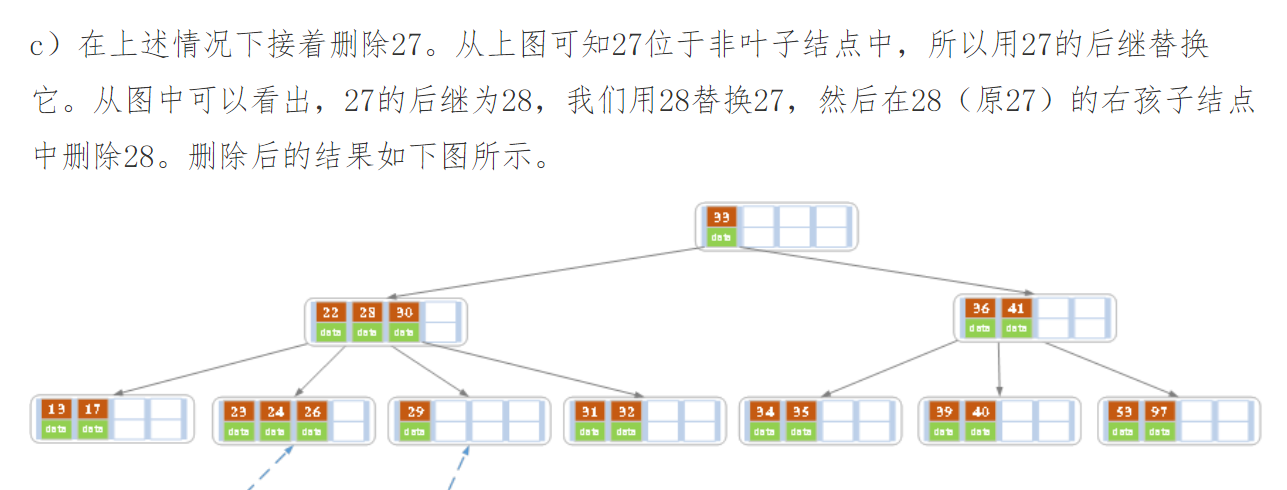 c）在上述情况下接着删除27。从上图可知27位于非叶子结点中，所以用27的后继替换
它。从图中可以看出，27的后继为28，我们用28替换27，然后在28（原27）的右孩子结点
中删除28。删除后的结果如下图所示。
33
data
22 28 30
data data data
36 41
data data
13 17
data data
23 24 26
data data data
29
data
31 32
data data
34 35
data data
39 40
data data
53 97
data data